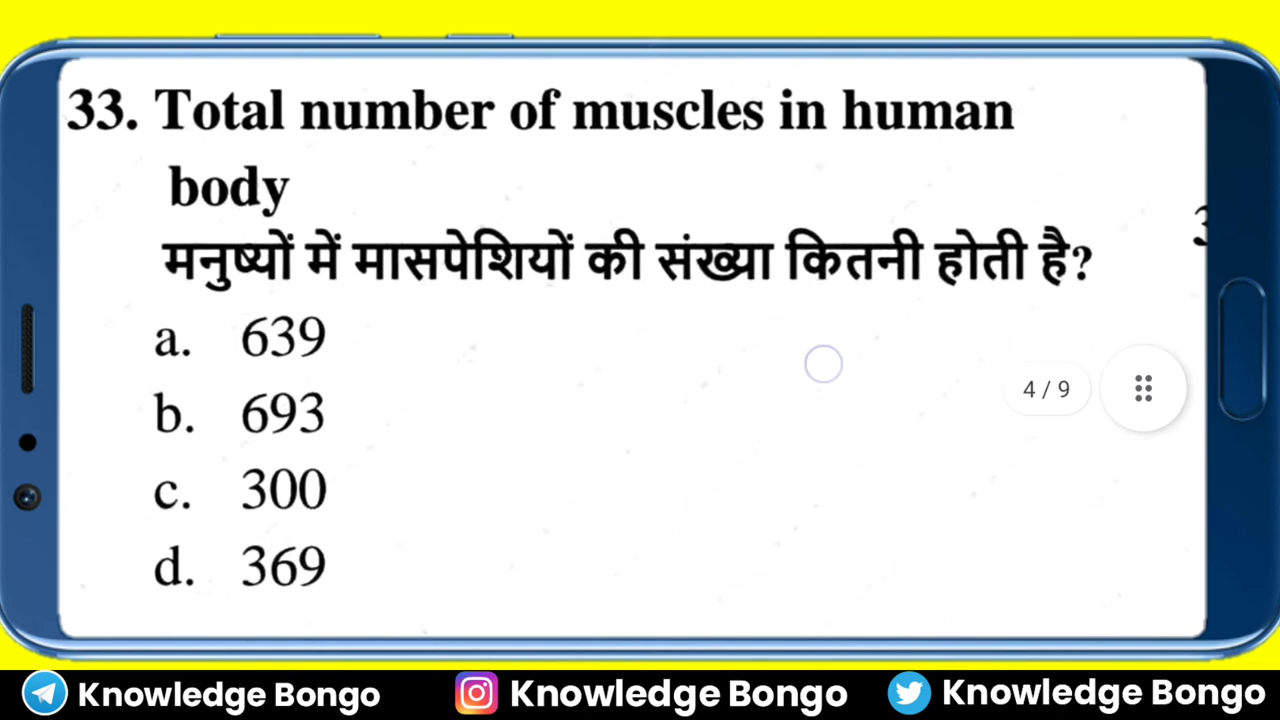 33. Total number of muscles in human
body
मनुष्यों में मासपेशियों की संख्या कितनी होती है?
a. 639
b. 693
c. 300
d. 369
4 / 9
Knowledge Bongo Knowledge Bongo Knowledge Bongo